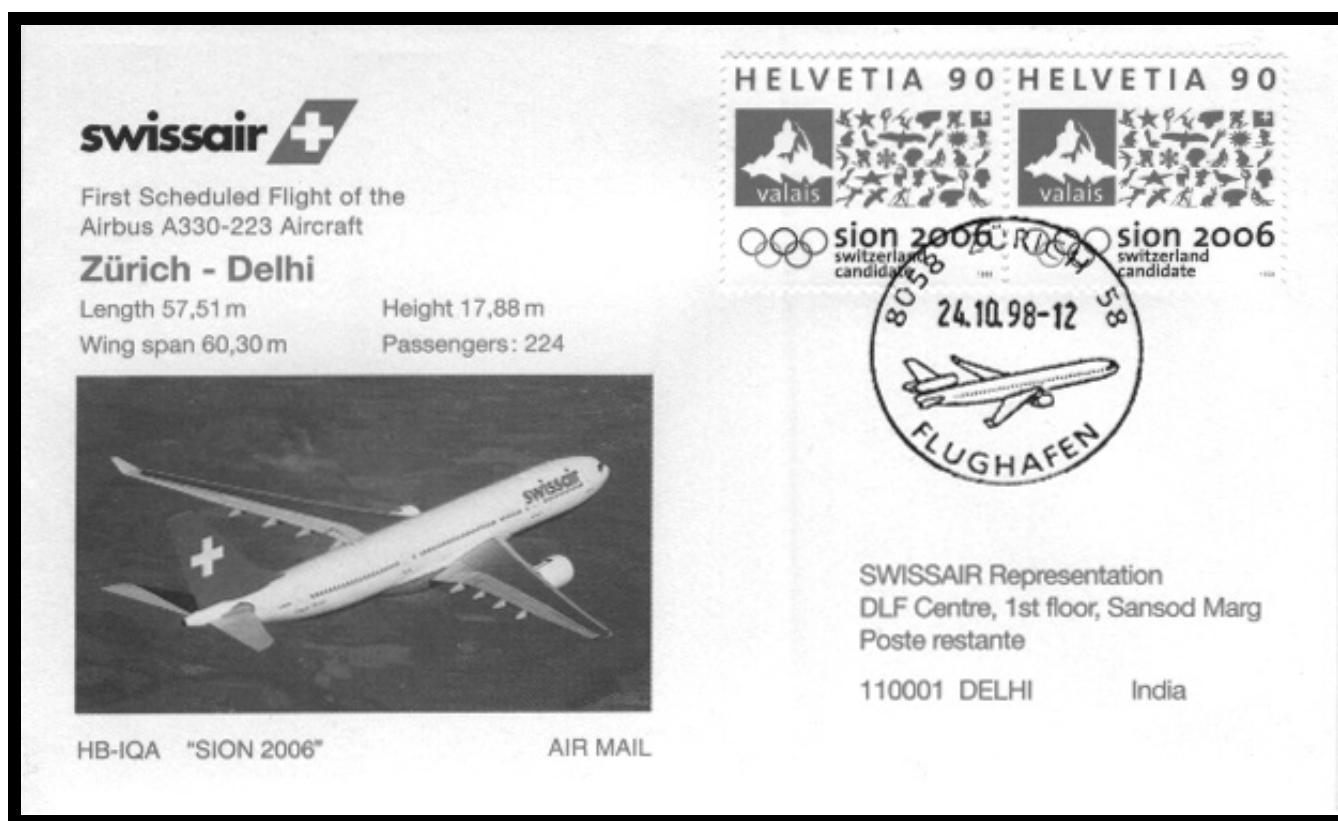 swissair
First Scheduled Flight of the
Airbus A330-223 Aircraft
Zürich - Delhi
Length 57,51 m Height 17,88 m
Wing span 60,30 m Passengers: 224
swissair
HB-IQA "SION 2006" AIR MAIL
HELVETIA 90 HELVETIA 90
valais valais
sion 2006 sion 2006
switzerland switzerland
candidate candidate
8058 ZÜRICH 58
24.10.98-12
FLUGHAFEN
SWISSAIR Representation
DLF Centre, 1st floor, Sansod Marg
Poste restante
110001 DELHI India